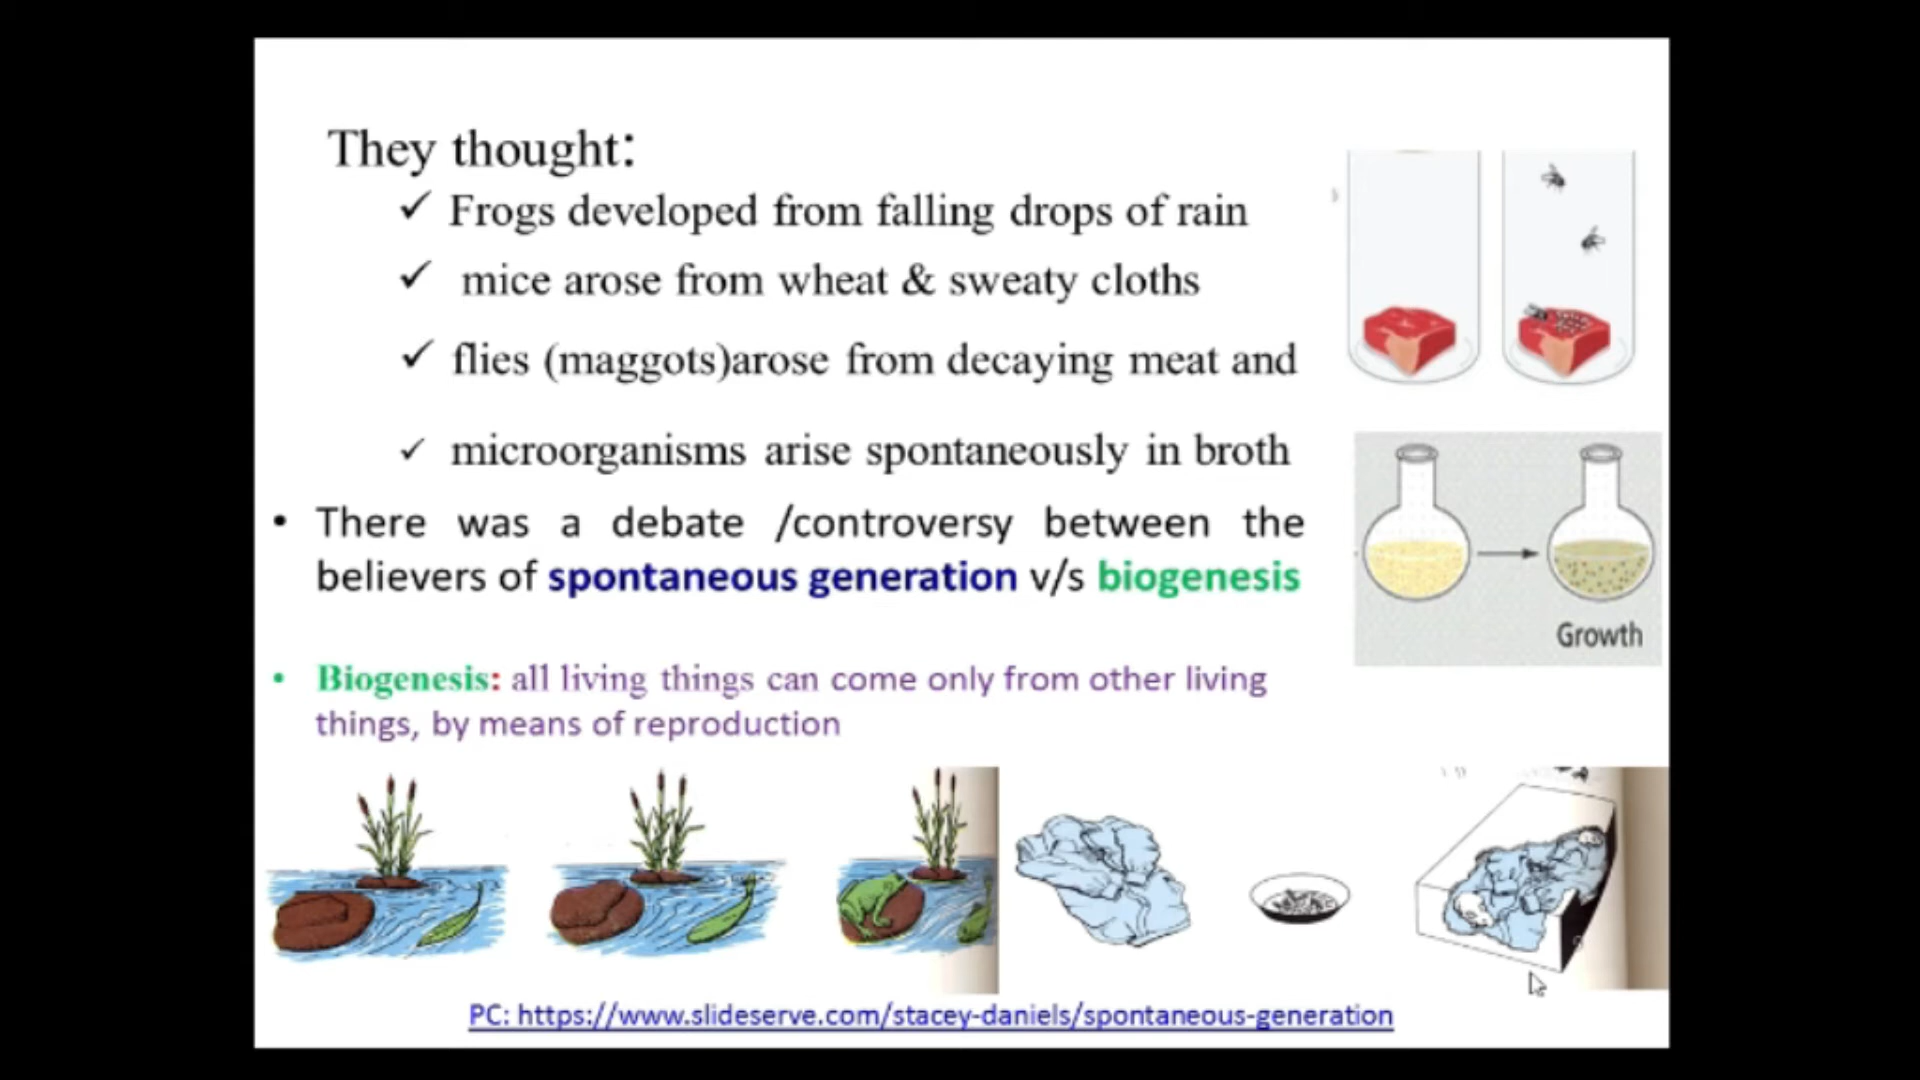 They thought:
✓ Frogs developed from falling drops of rain
✓ mice arose from wheat & sweaty cloths
✓ flies (maggots)arose from decaying meat and
✓ microorganisms arise spontaneously in broth
• There was a debate /controversy between the
believers of spontaneous generation v/s biogenesis
Growth
• Biogenesis: all living things can come only from other living
things, by means of reproduction
PC: https://www.slideserve.com/stacey-daniels/spontaneous-generation